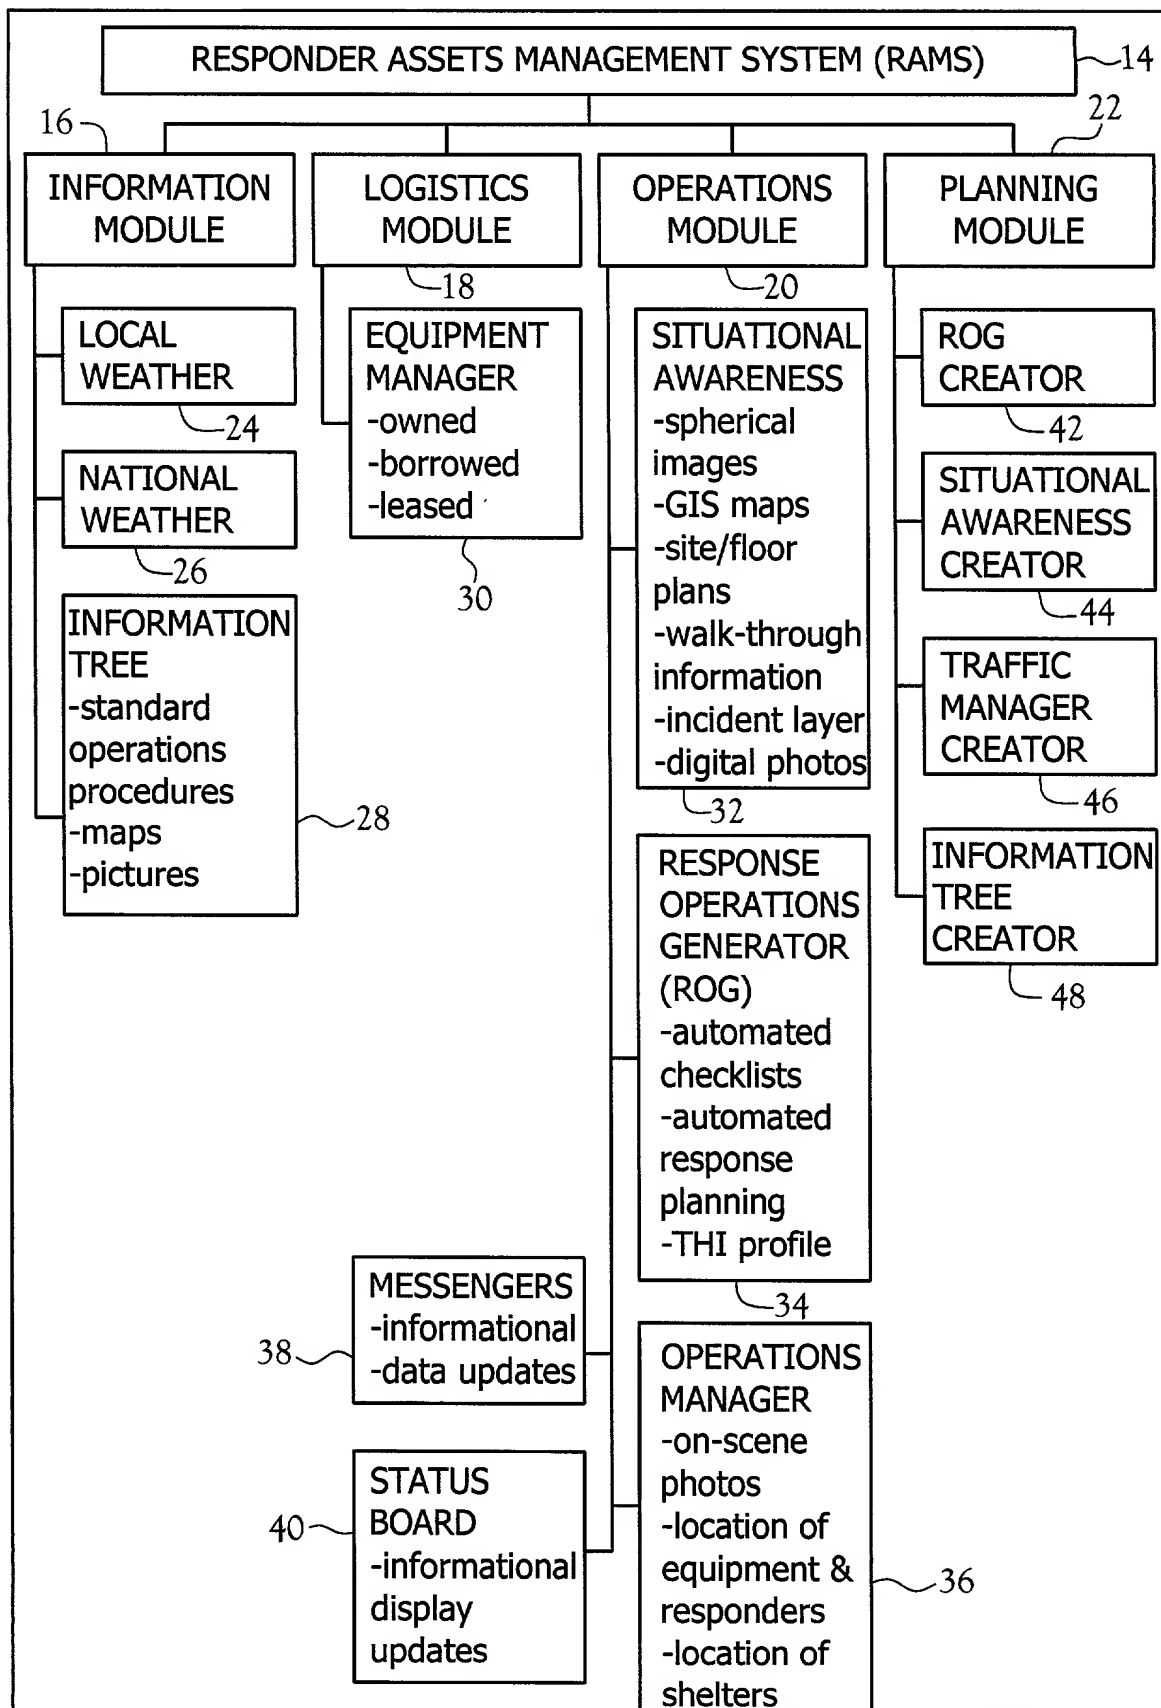 RESPONDER ASSETS MANAGEMENT SYSTEM (RAMS)
14
16
22
INFORMATION
MODULE
LOGISTICS
MODULE
18
OPERATIONS
MODULE
20
PLANNING
MODULE
LOCAL
WEATHER
24
NATIONAL
WEATHER
26
INFORMATION
TREE
-standard
operations
procedures
-maps
-pictures
28
EQUIPMENT
MANAGER
-owned
-borrowed
-leased
30
SITUATIONAL
AWARENESS
-spherical
images
-GIS maps
-site/floor
plans
-walk-through
information
-incident layer
-digital photos
32
RESPONSE
OPERATIONS
GENERATOR
(ROG)
-automated
checklists
-automated
response
planning
-THI profile
34
MESSENGERS
-informational
-data updates
38
STATUS
BOARD
-informational
display
updates
40
OPERATIONS
MANAGER
-on-scene
photos
-location of
equipment &
responders
-location of
shelters
36
ROG
CREATOR
42
SITUATIONAL
AWARENESS
CREATOR
44
TRAFFIC
MANAGER
CREATOR
46
INFORMATION
TREE
CREATOR
48